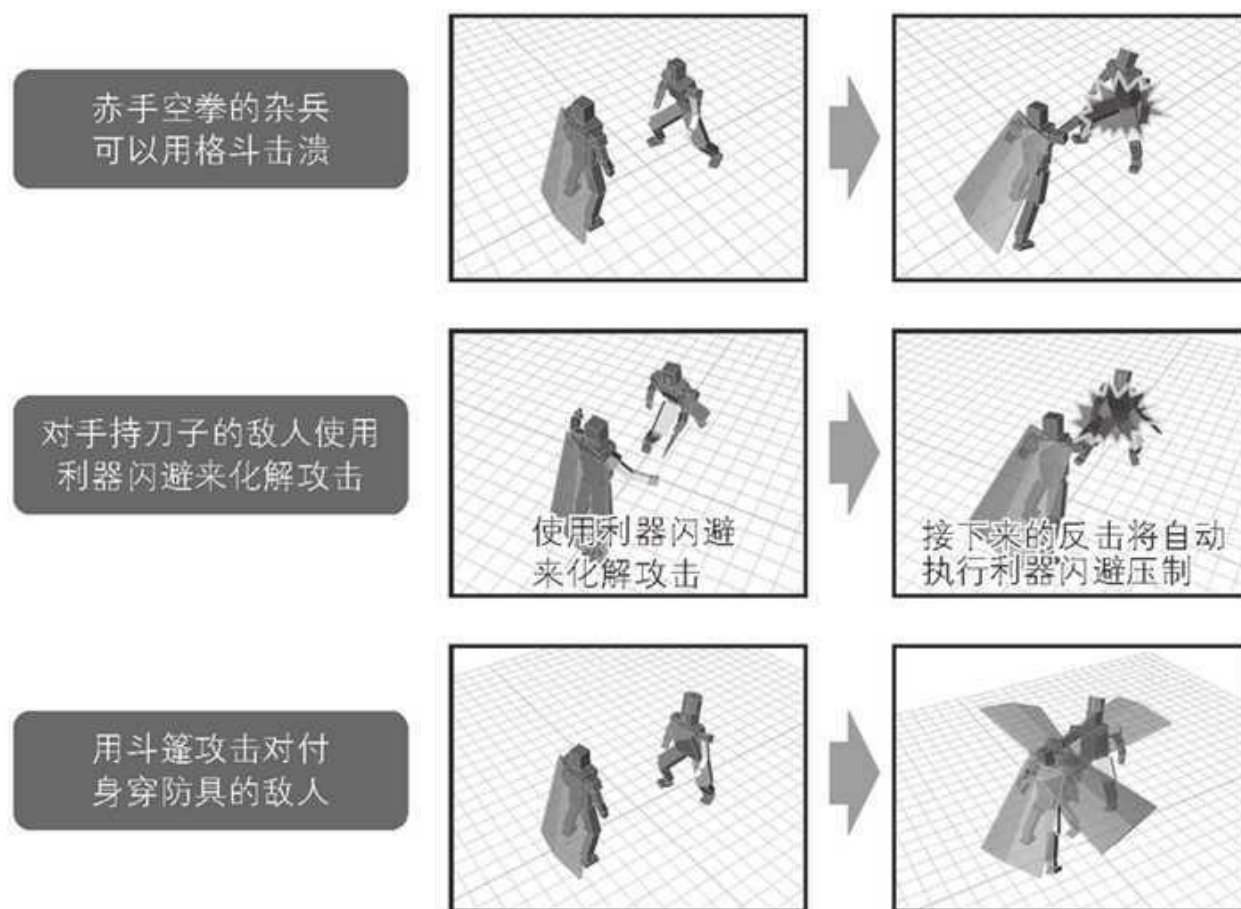 赤手空拳的杂兵
可以用格斗击溃
对手持刀子的敌人使用
利器闪避来化解攻击
使用利器闪避
来化解攻击
接下来的反击将自动
执行利器闪避压制
用斗篷攻击对付
身穿防具的敌人